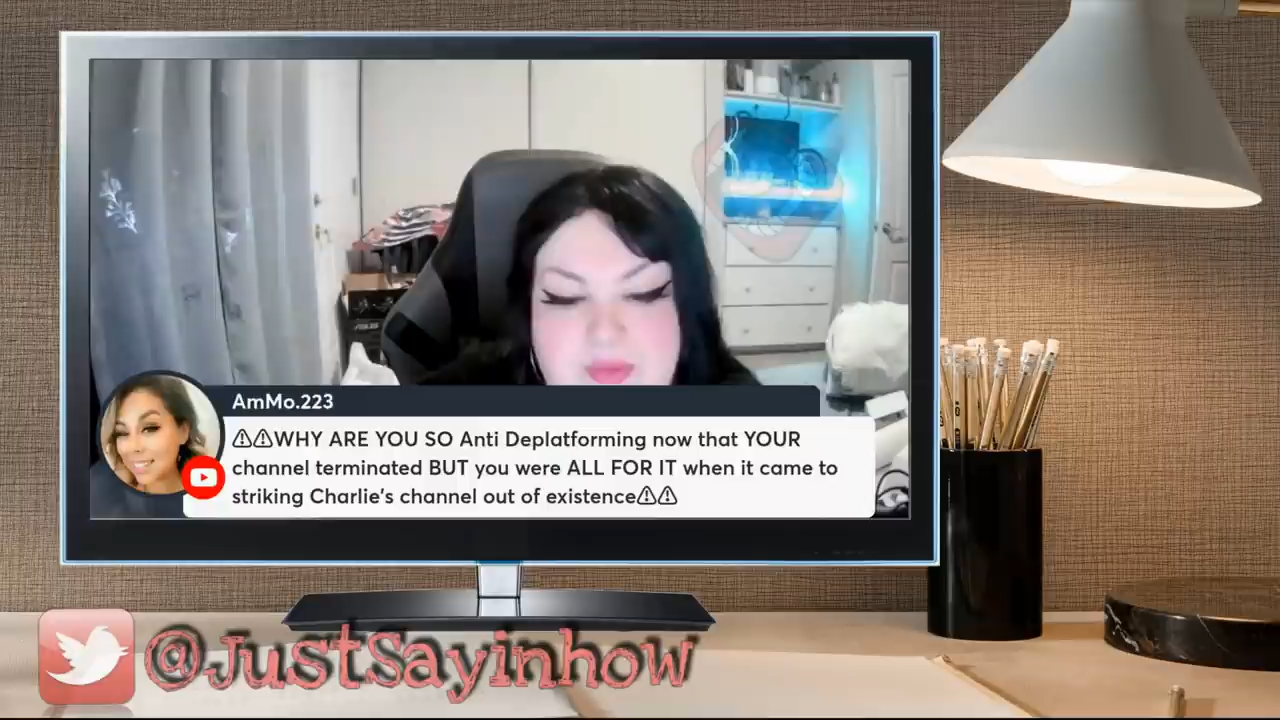 AmMo.223
⚠⚠WHY ARE YOU SO Anti Deplatforming now that YOUR
channel terminated BUT you were ALL FOR IT when it came to
striking Charlie's channel out of existence⚠⚠
@JustSayinhow